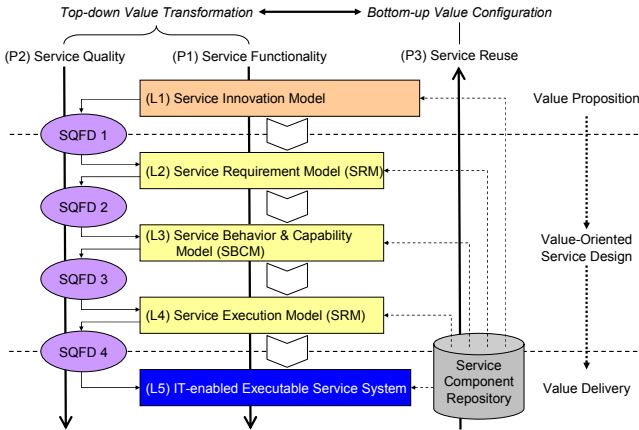 Top-down Value Transformation
Bottom-up Value Configuration
(P2) Service Quality
(P1) Service Functionality
(P3) Service Reuse
(L1) Service Innovation Model
Value Proposition
SQFD 1
(L2) Service Requirement Model (SRM)
SQFD 2
(L3) Service Behavior & Capability
Model (SBCM)
Value-Oriented
Service Design
SQFD 3
(L4) Service Execution Model (SRM)
SQFD 4
Service
Component
Repository
(L5) IT-enabled Executable Service System
Value Delivery